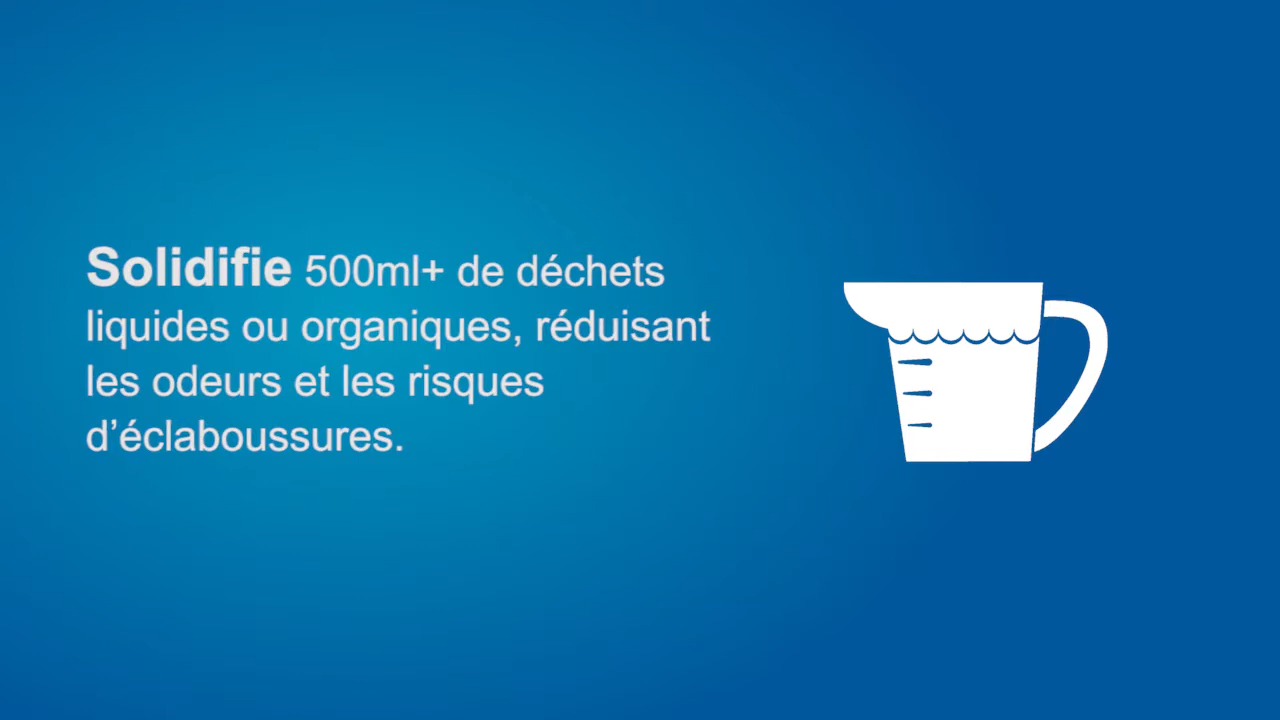 Solidifie 500ml+ de déchets
liquides ou organiques, réduisant
les odeurs et les risques
d’éclaboussures.